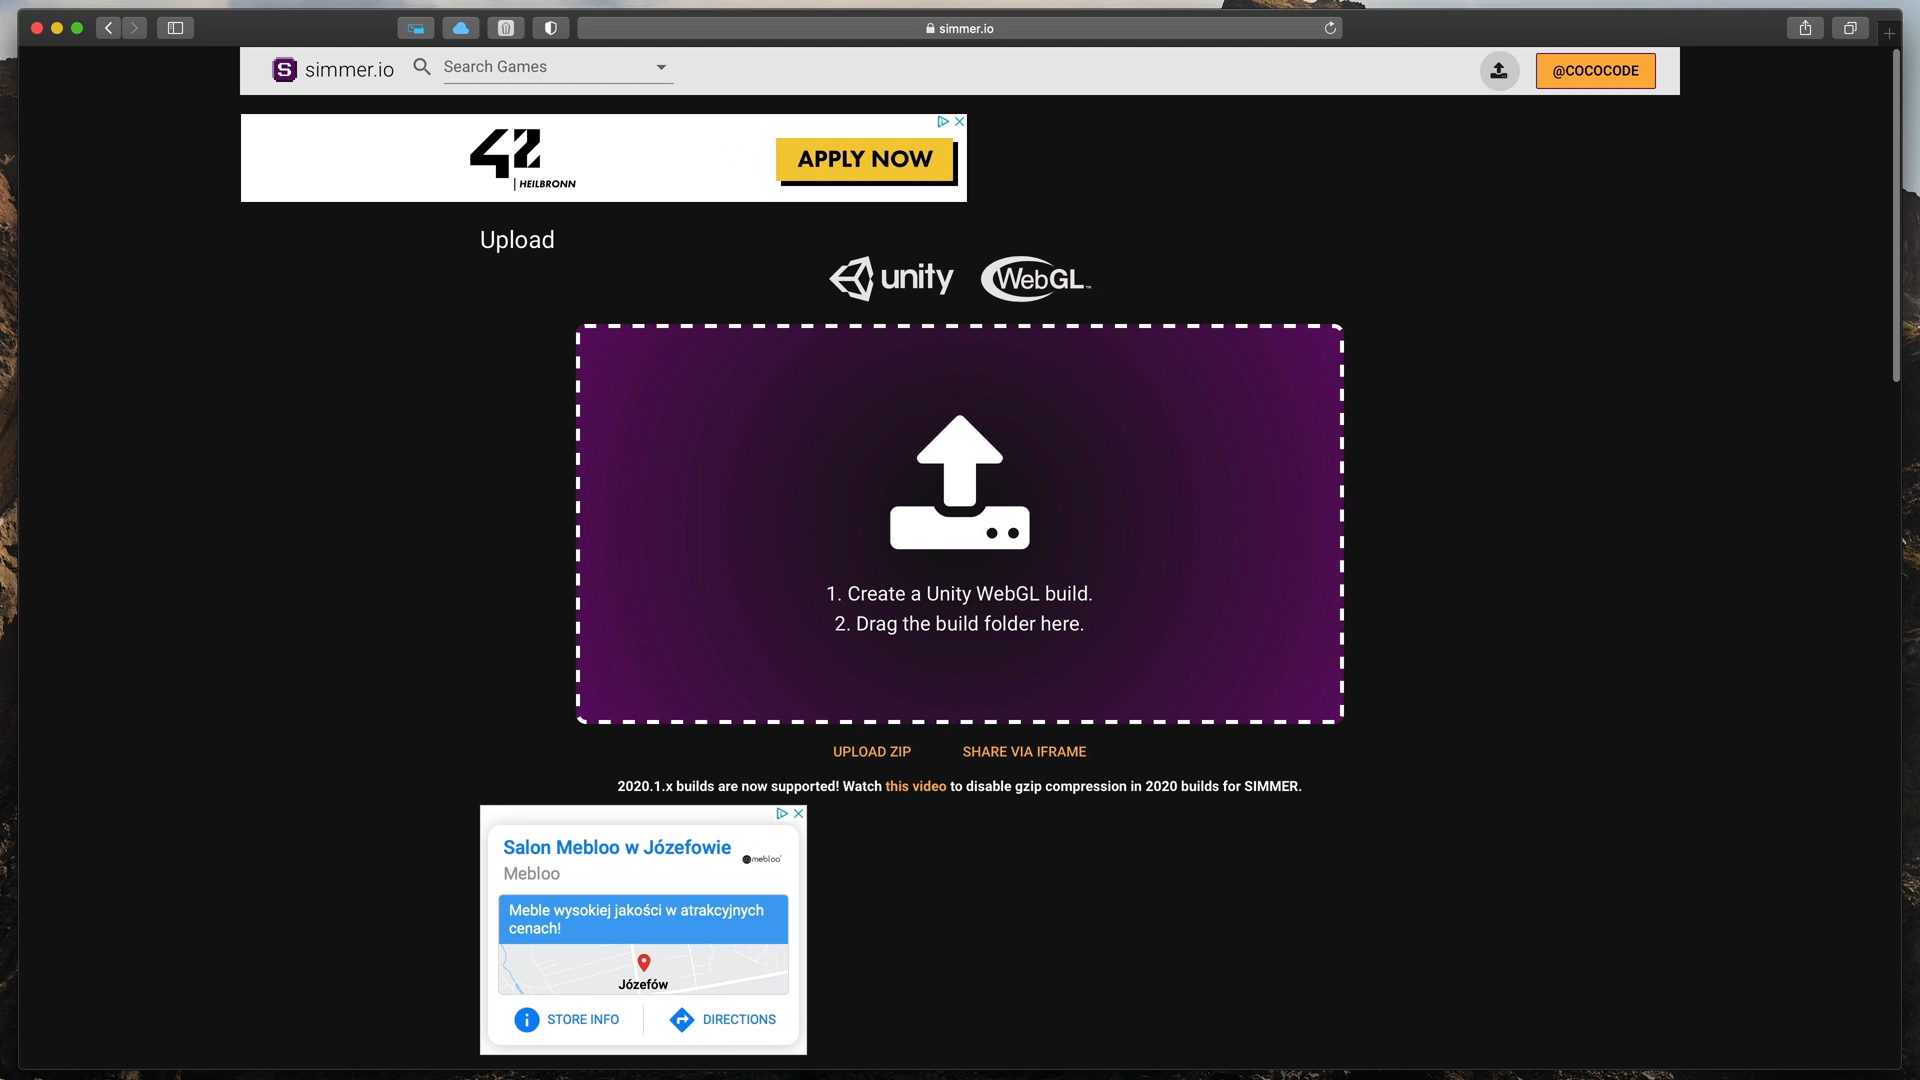 simmer.io
S simmer.io
Search Games
@COCOCODE
42
HEILBRONN
APPLY NOW
Upload
unity
WebGL™
1. Create a Unity WebGL build.
2. Drag the build folder here.
UPLOAD ZIP
SHARE VIA IFRAME
2020.1.x builds are now supported! Watch this video to disable gzip compression in 2020 builds for SIMMER.
Salon Mebloo w Józefowie
mebloo
Mebloo
Meble wysokiej jakości w atrakcyjnych
cenach!
Józefów
STORE INFO
DIRECTIONS